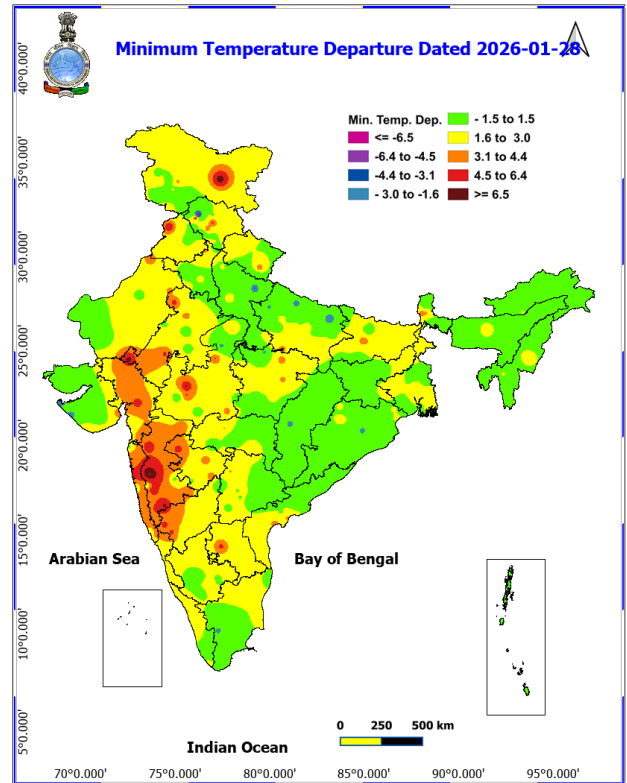 Minimum Temperature Departure Dated 2026-01-28
Min. Temp. Dep.
<= -6.5
-6.4 to -4.5
-4.4 to -3.1
- 3.0 to -1.6
- 1.5 to 1.5
1.6 to 3.0
3.1 to 4.4
4.5 to 6.4
>= 6.5
40°0.000'
35°0.000'
30°0.000'
25°0.000'
20°0.000'
15°0.000'
10°0.000'
5°0.000'
Arabian Sea
Bay of Bengal
0 250 500 km
Indian Ocean
70°0.000' 75°0.000' 80°0.000' 85°0.000' 90°0.000' 95°0.000'